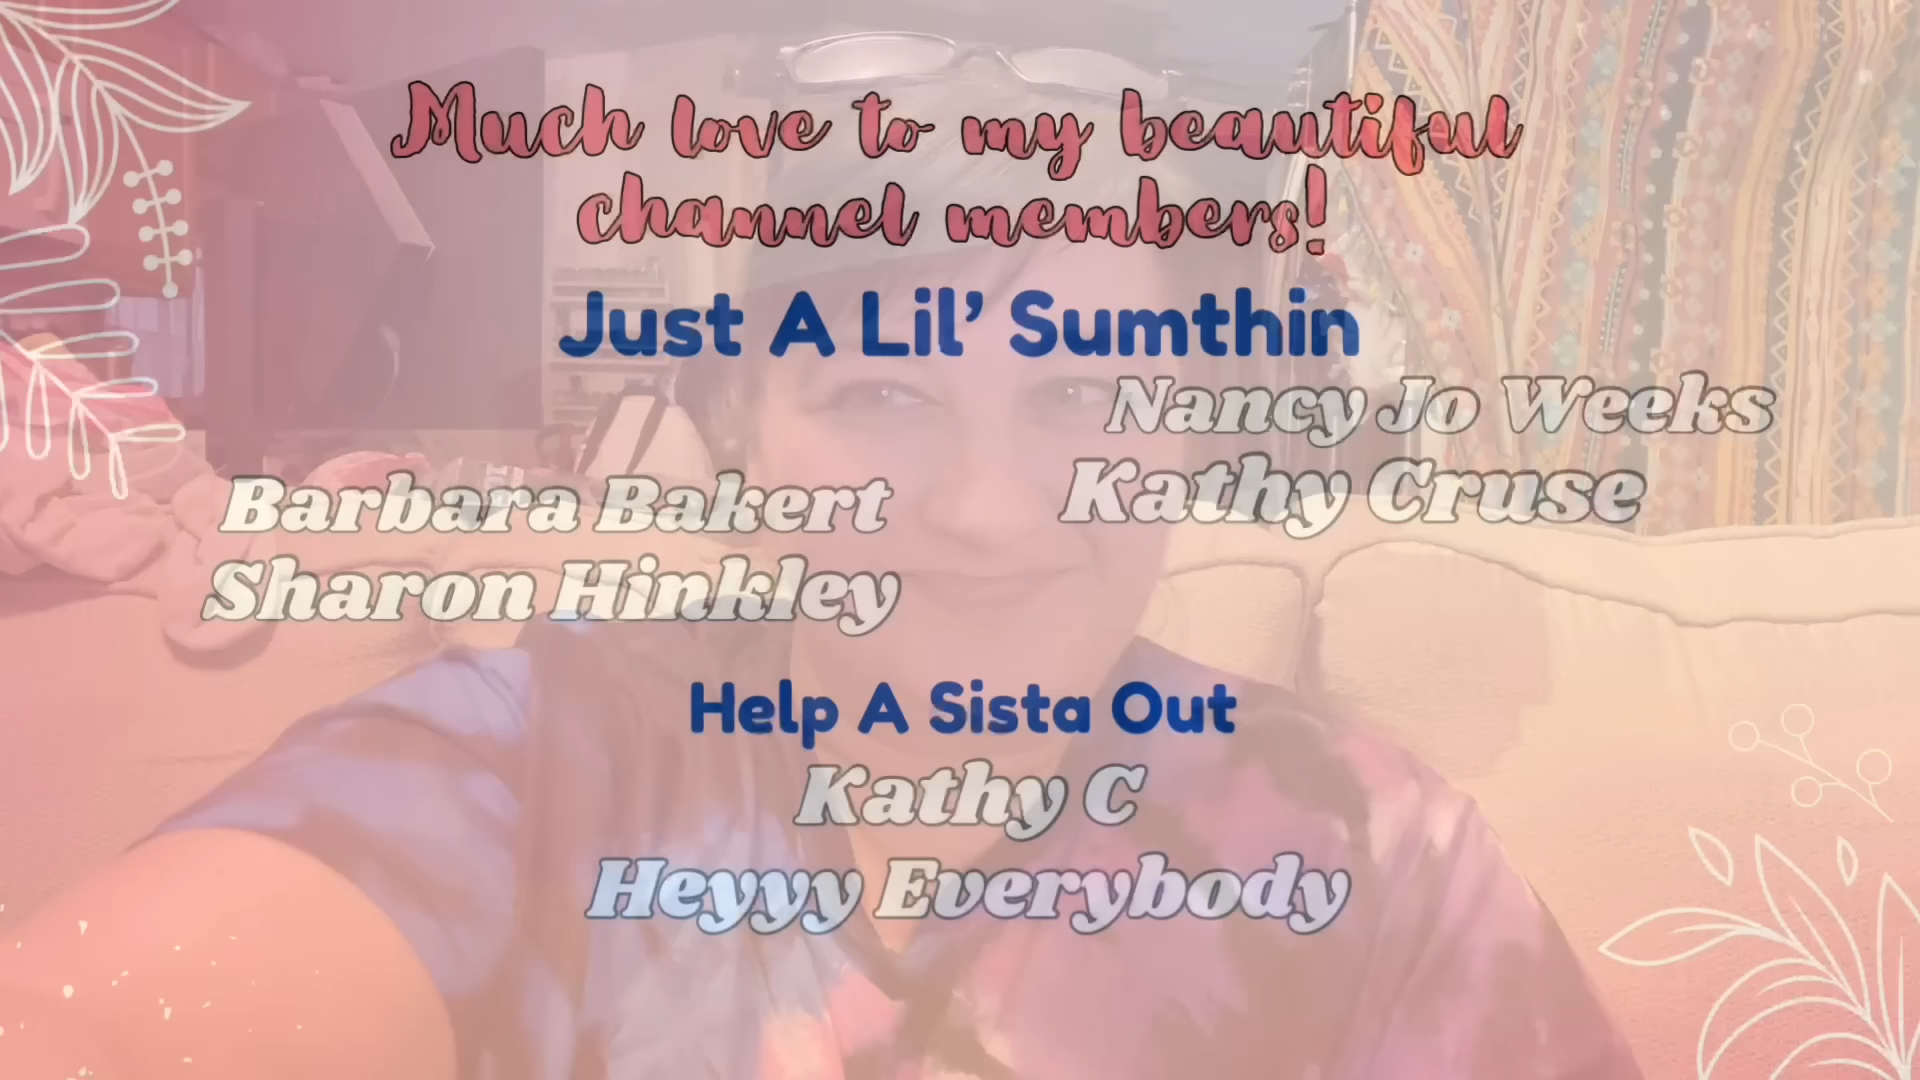 Much love to my beautiful
channel members!
Just A Lil’ Sumthin
Nancy Jo Weeks
Barbara Bakert
Kathy Cruse
Sharon Hinkley
Help A Sista Out
Kathy C
Heyyy Everybody